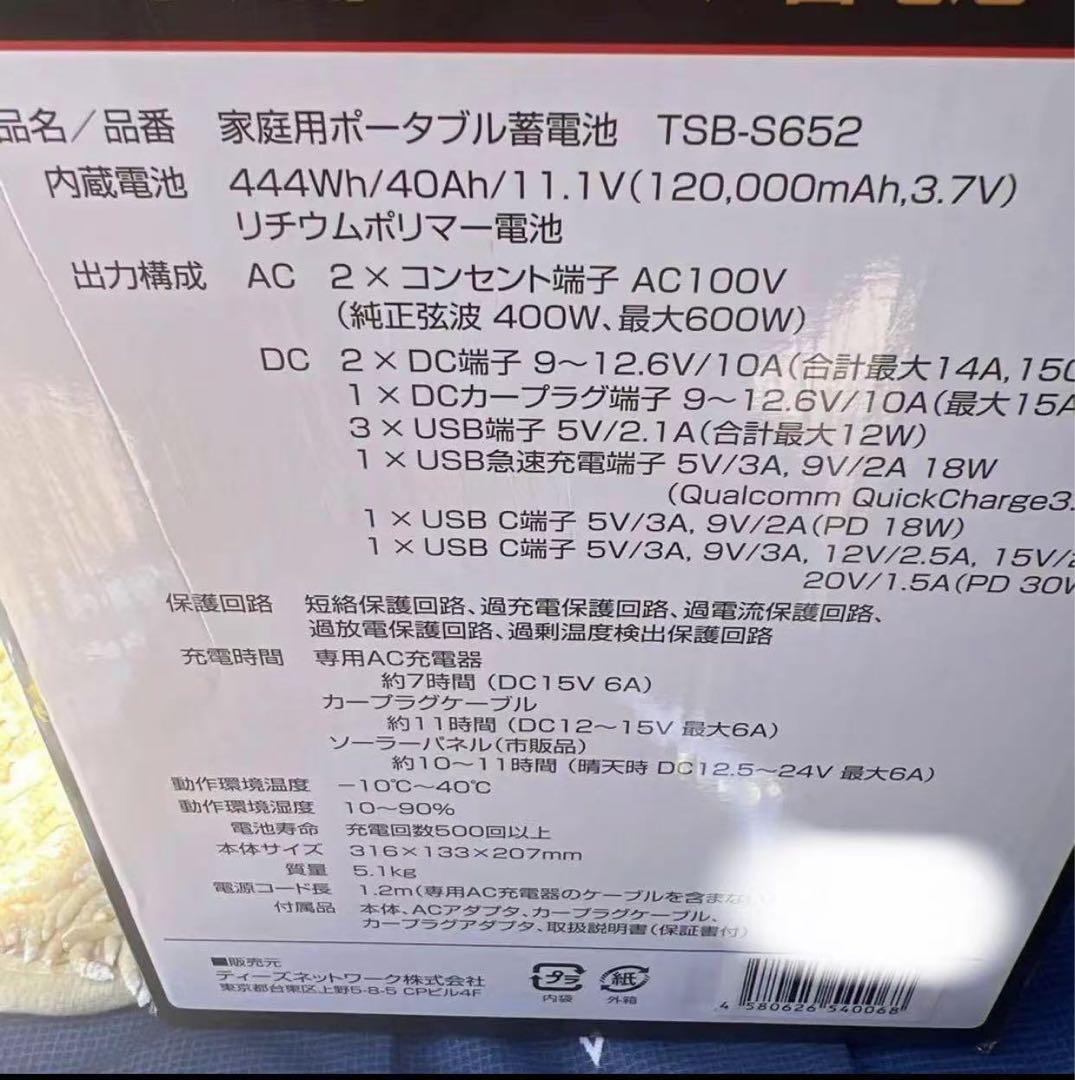 品名／品番 家庭用ポータブル蓄電池 TSB-S652
内蔵電池 444Wh/40Ah/11.1V(120,000mAh,3.7V)
リチウムポリマー電池
出力構成 AC 2×コンセント端子 AC100V
(純正弦波 400W、最大600W)
DC 2×DC端子 9～12.6V/10A(合計最大14A,150
1×DCカープラグ端子 9～12.6V/10A(最大15A
3×USB端子 5V/2.1A(合計最大12W)
1×USB急速充電端子 5V/3A, 9V/2A 18W
(Qualcomm QuickCharge3.
1×USB C端子 5V/3A, 9V/2A(PD 18W)
1×USB C端子 5V/3A, 9V/3A, 12V/2.5A, 15V/2
20V/1.5A(PD 30W
保護回路 短絡保護回路、過充電保護回路、過電流保護回路、
過放電保護回路、過剰温度検出保護回路
充電時間 専用AC充電器
約7時間 (DC15V 6A)
カープラグケーブル
約11時間 (DC12～15V 最大6A)
ソーラーパネル(市販品)
約10～11時間 (晴天時 DC12.5～24V 最大6A)
動作環境温度 −10℃～40℃
動作環境湿度 10～90%
電池寿命 充電回数500回以上
本体サイズ 316×133×207mm
質量 5.1kg
電源コード長 1.2m(専用AC充電器のケーブルを含まな
付属品 本体、ACアダプタ、カープラグケーブル、
カープラグアダプタ、取扱説明書(保証書付)
■販売元
ティーズネットワーク株式会社
東京都台東区上野5-8-5 CPビル4F
プラ
内袋
紙
外箱
4 580626 540068